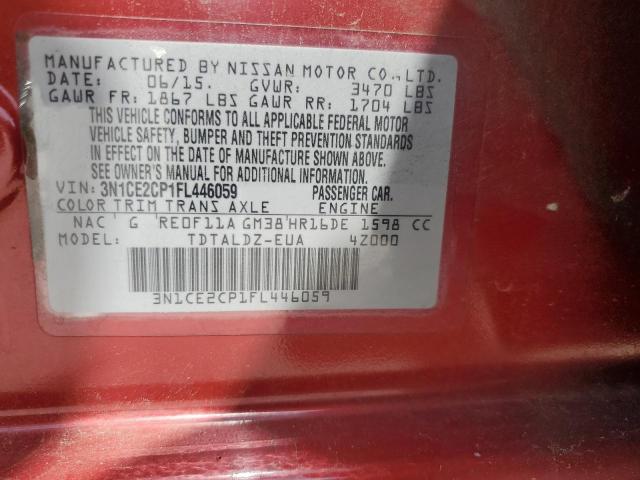 MANUFACTURED BY NISSAN MOTOR CO.,LTD.
DATE: 06/15. GVWR: 3470 LBS
GAWR FR: 1867 LBS GAWR RR: 1704 LBS
THIS VEHICLE CONFORMS TO ALL APPLICABLE FEDERAL MOTOR
VEHICLE SAFETY, BUMPER AND THEFT PREVENTION STANDARDS
IN EFFECT ON THE DATE OF MANUFACTURE SHOWN ABOVE.
SEE OWNER'S MANUAL FOR ADDITIONAL INFORMATION.
VIN: 3N1CE2CP1FL446059 PASSENGER CAR.
COLOR TRIM TRANS AXLE ENGINE
NAC G RE0F11A GM38 HR16DE 1598 CC
MODEL: TDTALDZ-EUA 4Z000
3N1CE2CP1FL446059